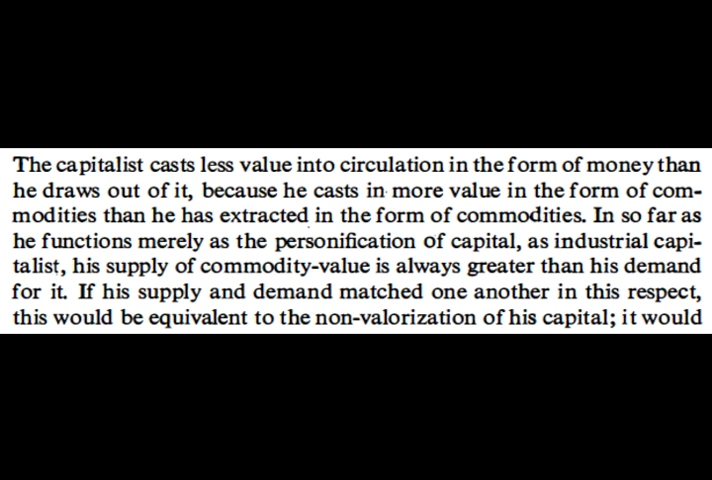 The capitalist casts less value into circulation in the form of money than
he draws out of it, because he casts in more value in the form of com-
modities than he has extracted in the form of commodities. In so far as
he functions merely as the personification of capital, as industrial capi-
talist, his supply of commodity-value is always greater than his demand
for it. If his supply and demand matched one another in this respect,
this would be equivalent to the non-valorization of his capital; it would